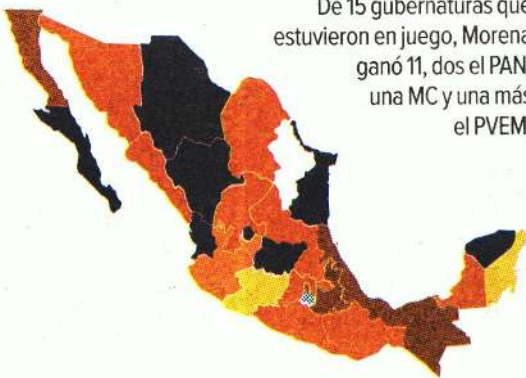 De 15 gubernaturas que
estuvieron en juego, Morena
ganó 11, dos el PAN
una MC y una más
el PVEM